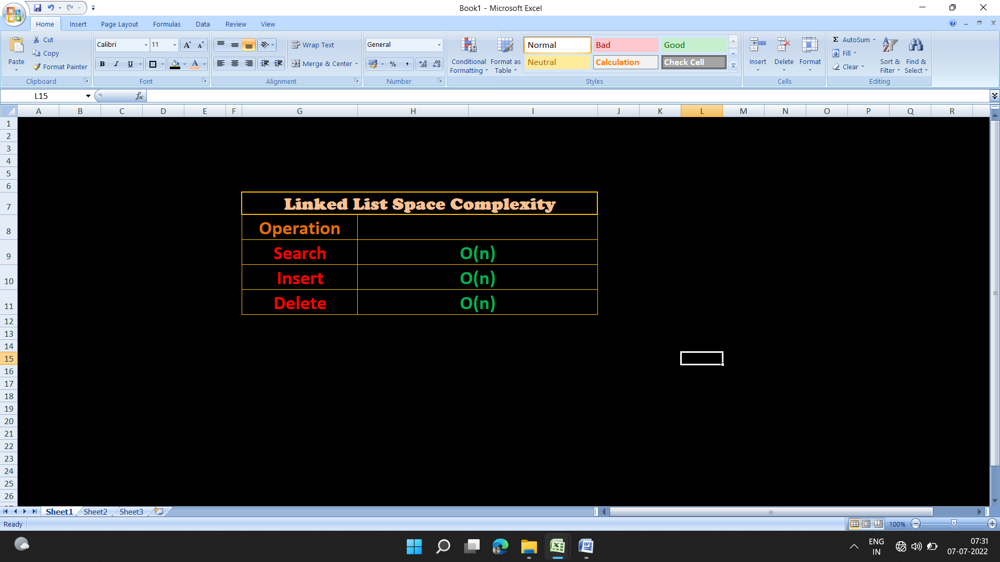 Book1 - Microsoft Excel
Home Insert Page Layout Formulas Data Review View
Paste
Cut
Copy
Format Painter
Clipboard
Calibri 11
B I U A
Font
Wrap Text
Merge & Center
Alignment
General
% ,
Number
Conditional Formatting
Format as Table
Normal Bad Good
Neutral Calculation Check Cell
Styles
Insert Delete Format
Cells
Σ AutoSum
Fill
Clear
Sort & Filter
Find & Select
Editing
L15 fx
A B C D E F G H I J K L M N O P Q R
1
2
3
4
5
6
7 Linked List Space Complexity
8 Operation
9 Search O(n)
10 Insert O(n)
11 Delete O(n)
12
13
14
15
16
17
18
19
20
21
22
23
24
25
26
Sheet1 Sheet2 Sheet3
Ready 100%
ENG
IN
07:31
07-07-2022